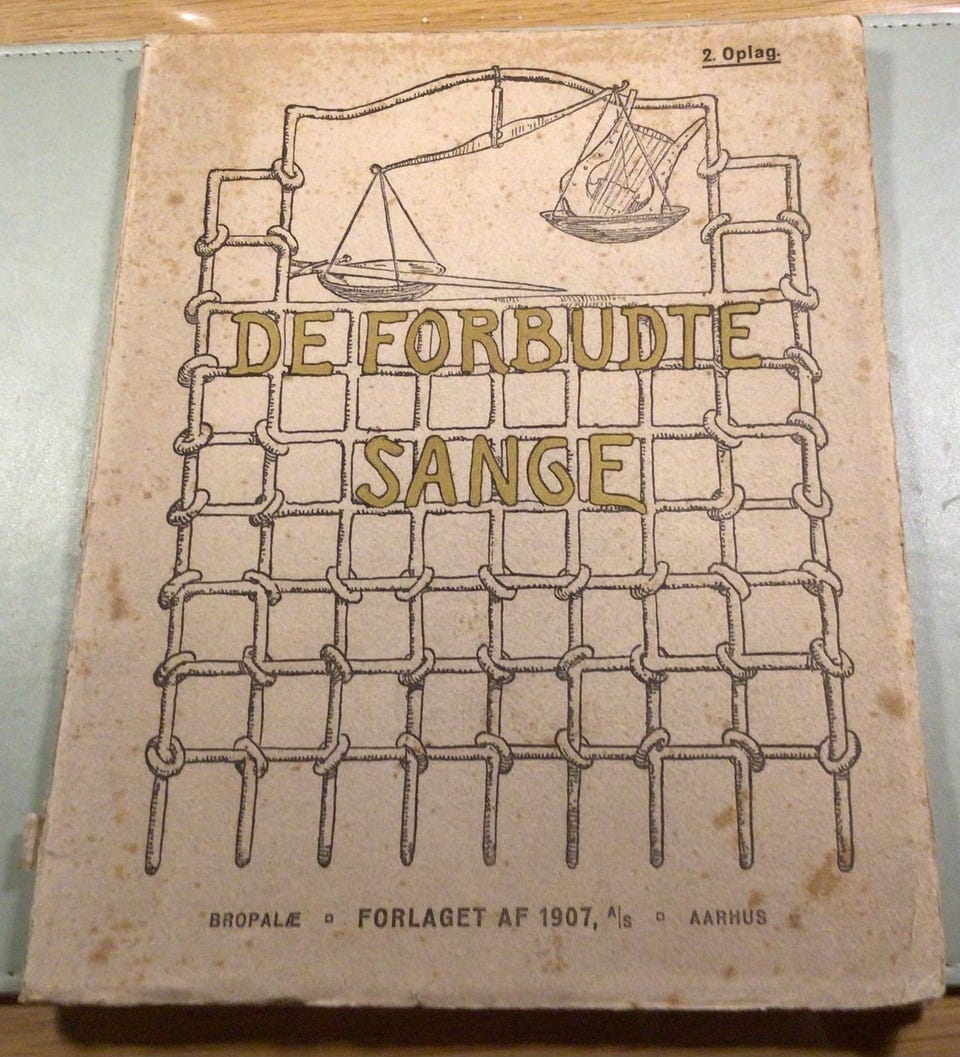 2. Oplag.
DE FORBUDTE
SANGE
BROPALÆ ▫ FORLAGET AF 1907, A/S ▫ AARHUS